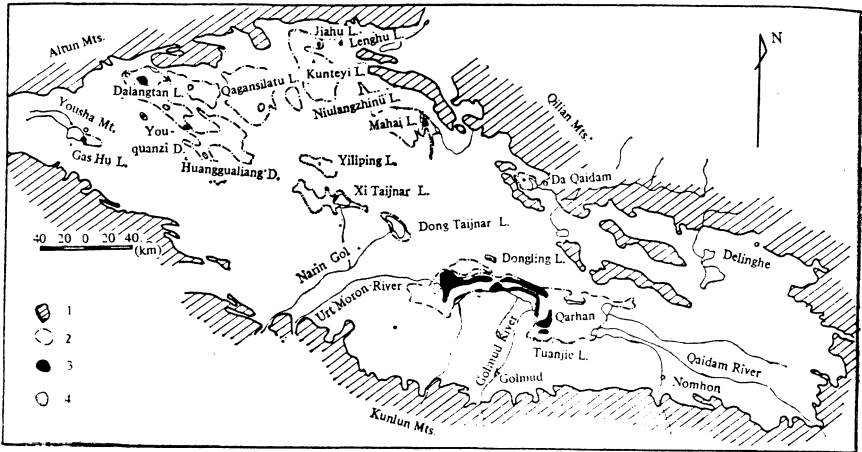 Altun Mts.
Jiahu L.
Lenghu L.
N
Dalangtan L.
Qagansilatu L.
Kunteyi L.
Niulangzhinü L.
Qilian Mts.
Yousha Mt.
You-
quanzi D.
Mahai L.
Gas Hu L.
Huanggualiang D.
Yiliping L.
Da Qaidam
Xi Taijnar L.
Dong Taijnar L.
40 20 0 20 40
(km)
Narin Gol
Dongling L.
Delinghe
Urt Moron River
1
2
3
4
Golmud River
Qarhan
Tuanjie L.
Qaidam River
Golmud
Nomhon
Kunlun Mts.